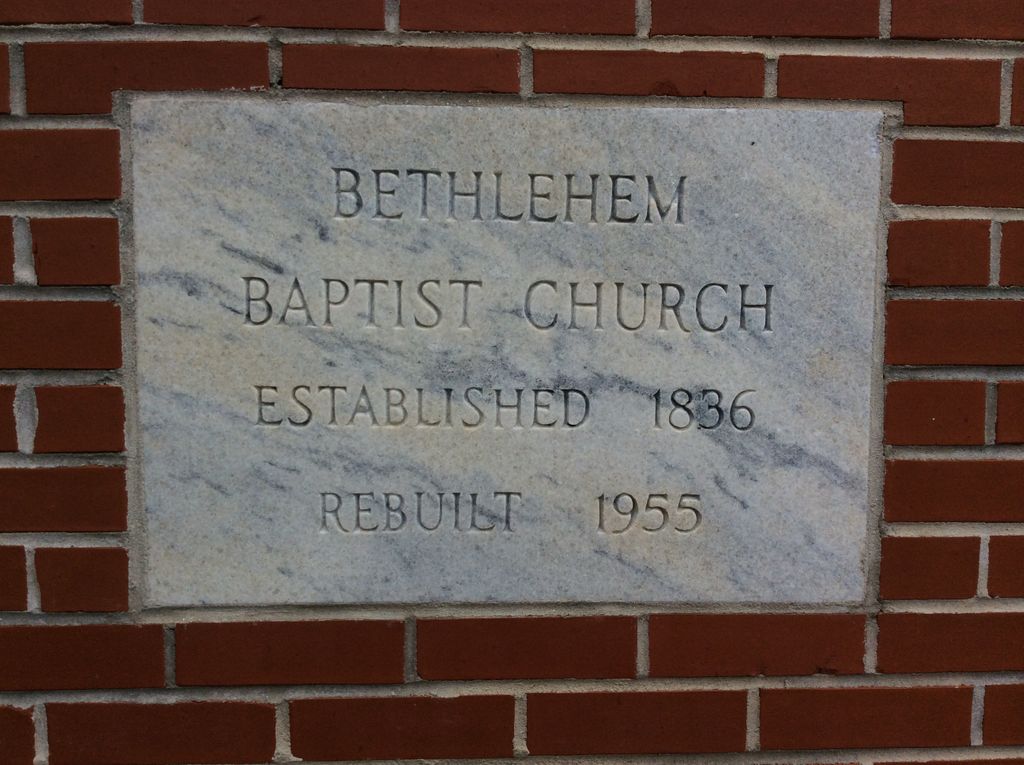 BETHLEHEM
BAPTIST CHURCH
ESTABLISHED 1836
REBUILT 1955